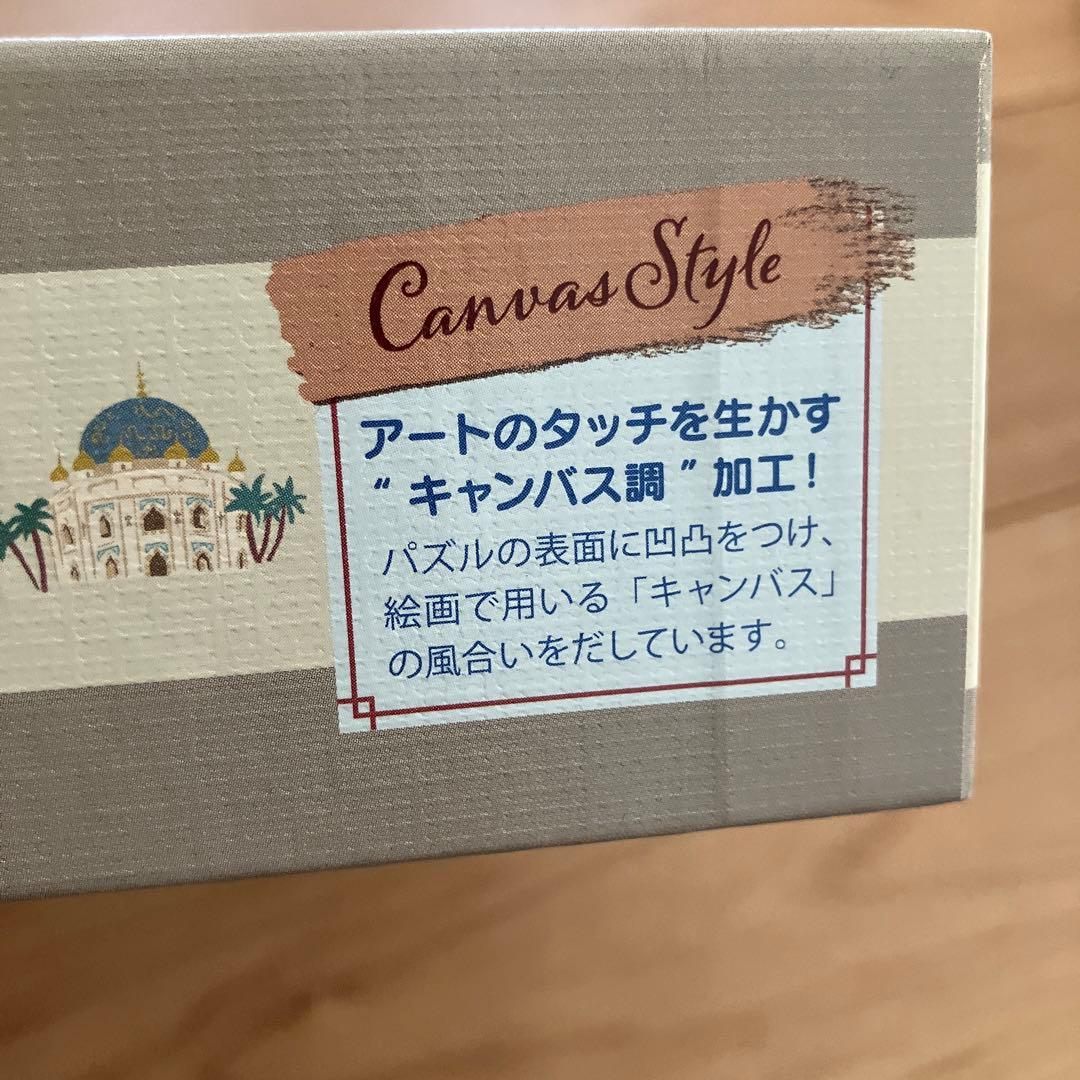 Canvas Style
アートのタッチを生かす
“キャンバス調”加工!
パズルの表面に凹凸をつけ、
絵画で用いる「キャンバス」
の風合いをだしています。